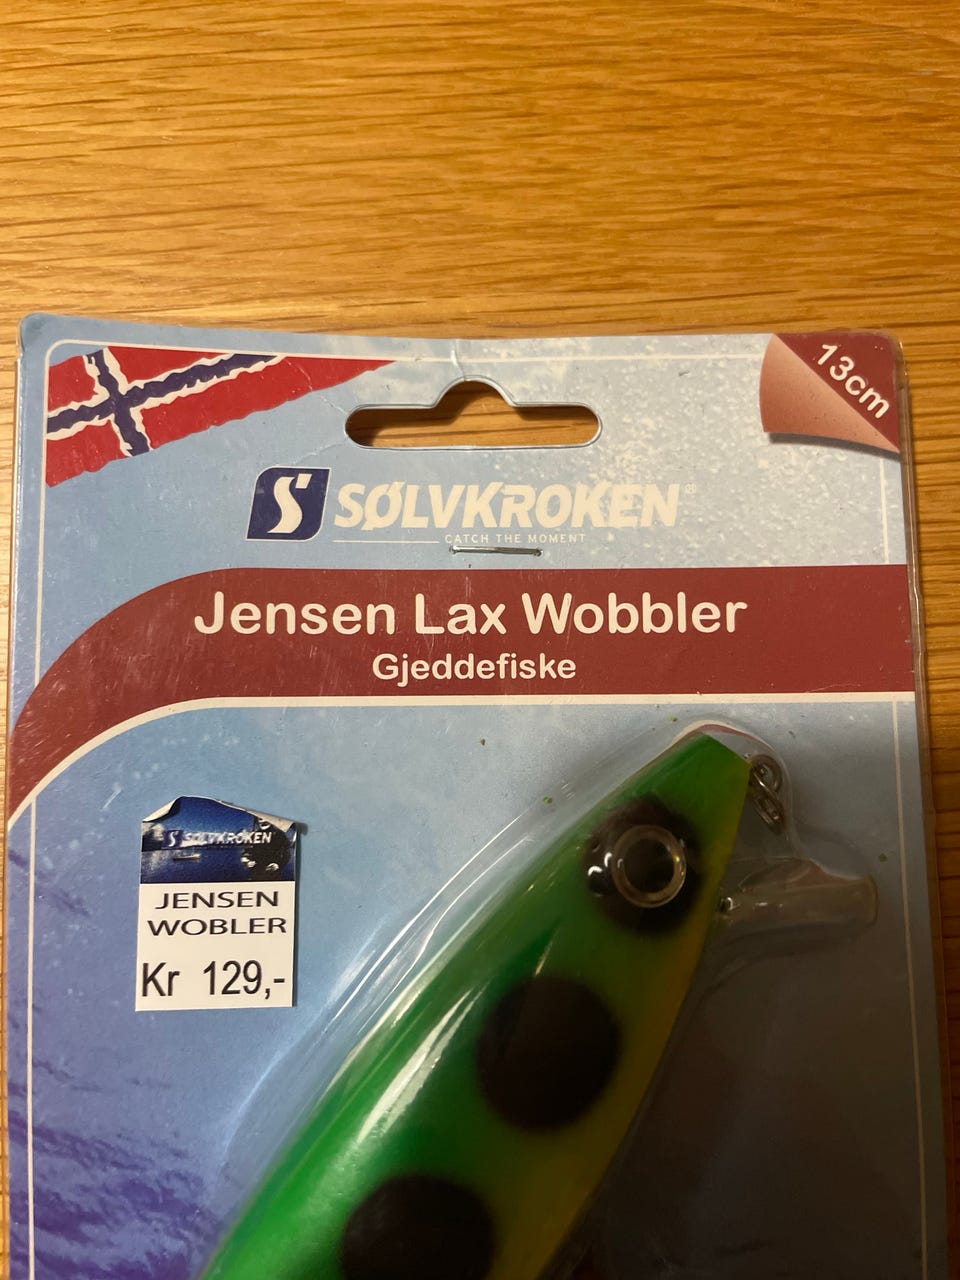 13cm
SØLVKROKEN®
CATCH THE MOMENT
Jensen Lax Wobbler
Gjeddefiske
SØLVKROKEN
JENSEN
WOBLER
Kr 129,-